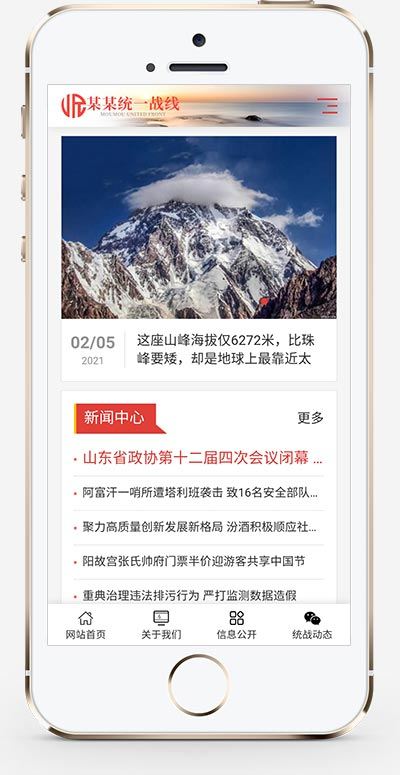 某某统一战线
MOUMOU UNITED FRONT
02/05
2021
这座山峰海拔仅6272米，比珠
峰要矮，却是地球上最靠近太
新闻中心
更多
山东省政协第十二届四次会议闭幕 ...
阿富汗一哨所遭塔利班袭击 致16名安全部队...
聚力高质量创新发展新格局 汾酒积极顺应社...
沈阳故宫张氏帅府门票半价迎游客共享中国节
重典治理违法排污行为 严打监测数据造假
网站首页
关于我们
信息公开
统战动态